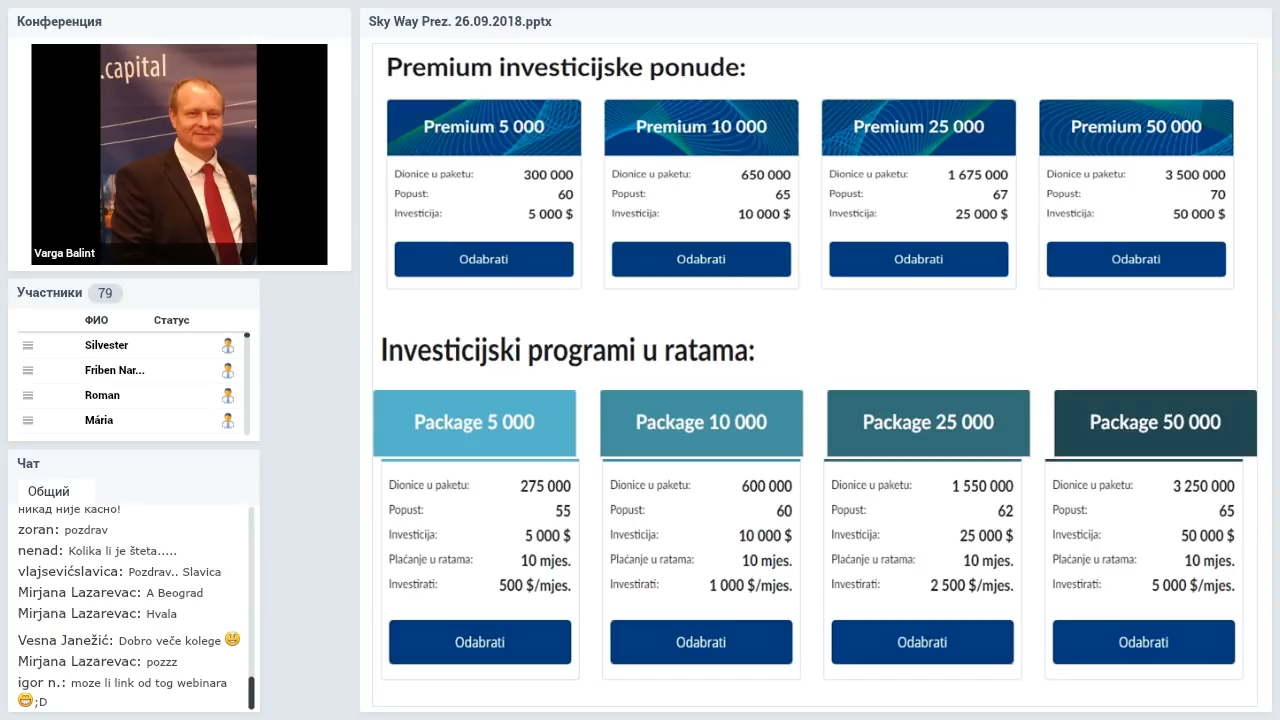 Конференция
.capital
Varga Balint
Участники 79
ФИО Статус
Silvester
Friben Nar...
Roman
Mária
Чат
Общий
никад није касно!
zoran: pozdrav
nenad: Kolika li je šteta.....
vlajsevićslavica: Pozdrav.. Slavica
Mirjana Lazarevac: A Beograd
Mirjana Lazarevac: Hvala
Vesna Janežić: Dobro veče kolege
Mirjana Lazarevac: pozzz
igor n.: moze li link od tog webinara
;D
Sky Way Prez. 26.09.2018.pptx
Premium investicijske ponude:
Premium 5 000
Dionice u paketu: 300 000
Popust: 60
Investicija: 5 000 $
Odabrati
Premium 10 000
Dionice u paketu: 650 000
Popust: 65
Investicija: 10 000 $
Odabrati
Premium 25 000
Dionice u paketu: 1 675 000
Popust: 67
Investicija: 25 000 $
Odabrati
Premium 50 000
Dionice u paketu: 3 500 000
Popust: 70
Investicija: 50 000 $
Odabrati
Investicijski programi u ratama:
Package 5 000
Dionice u paketu: 275 000
Popust: 55
Investicija: 5 000 $
Plaćanje u ratama: 10 mjes.
Investirati: 500 $/mjes.
Odabrati
Package 10 000
Dionice u paketu: 600 000
Popust: 60
Investicija: 10 000 $
Plaćanje u ratama: 10 mjes.
Investirati: 1 000 $/mjes.
Odabrati
Package 25 000
Dionice u paketu: 1 550 000
Popust: 62
Investicija: 25 000 $
Plaćanje u ratama: 10 mjes.
Investirati: 2 500 $/mjes.
Odabrati
Package 50 000
Dionice u paketu: 3 250 000
Popust: 65
Investicija: 50 000 $
Plaćanje u ratama: 10 mjes.
Investirati: 5 000 $/mjes.
Odabrati